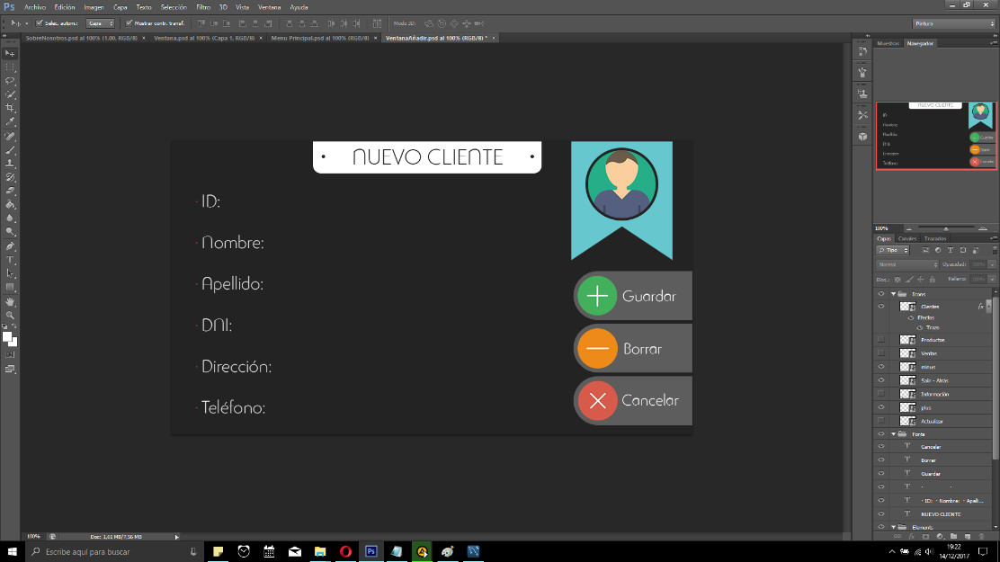 Ps Archivo Edición Imagen Capa Texto Selección Filtro 3D Vista Ventana Ayuda
Selec. autom.: Capa Mostrar contr. transf. Modo 3D: Pintura
SobreNosotros.psd al 100% (1.00, RGB/8) × Ventana.psd (Capa 1, RGB/8) × Menu Principal.psd al 100% (RGB/8) × VentanaAñadir.psd al 100% (RGB/8) * ×
Muestras Navegador
NUEVO CLIENTE
· ID:
· Nombre:
· Apellido:
· DNI:
· Dirección:
· Teléfono:
Guardar
Borrar
Cancelar
NUEVO CLIENTE
ID:
Nombre:
Apellido:
DNI:
Dirección:
Teléfono:
Guardar
Borrar
Cancelar
100%
Capas Canales Trazados
Tipo
Normal Opacidad: 100%
Bloq.: Relleno: 100%
Icons
Clientes fx
Efectos
Trazo
Productos
Ventas
minus
Salir - Atrás
Información
plus
Actualizar
Fonts
T Cancelar
T Borrar
T Guardar
T · ·
T · ID: · Nombre: · Apelli...
T NUEVO CLIENTE
Elements
100% Doc: 1,61 MB/7,56 MB
Escribe aquí para buscar
19:22
14/12/2017